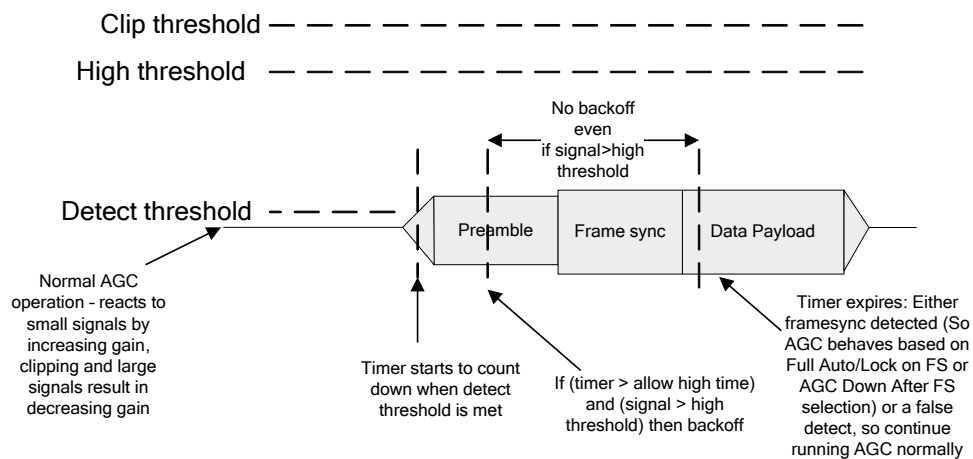 Clip threshold
High threshold
No backoff
even
if signal>high
threshold
Detect threshold
Preamble
Frame sync
Data Payload
Normal AGC
operation - reacts to
small signals by
increasing gain,
clipping and large
signals result in
decreasing gain
Timer starts to count
down when detect
threshold is met
If (timer > allow high time)
and (signal > high
threshold) then backoff
Timer expires: Either
framesync detected (So
AGC behaves based on
Full Auto/Lock on FS or
AGC Down After FS
selection) or a false
detect, so continue
running AGC normally